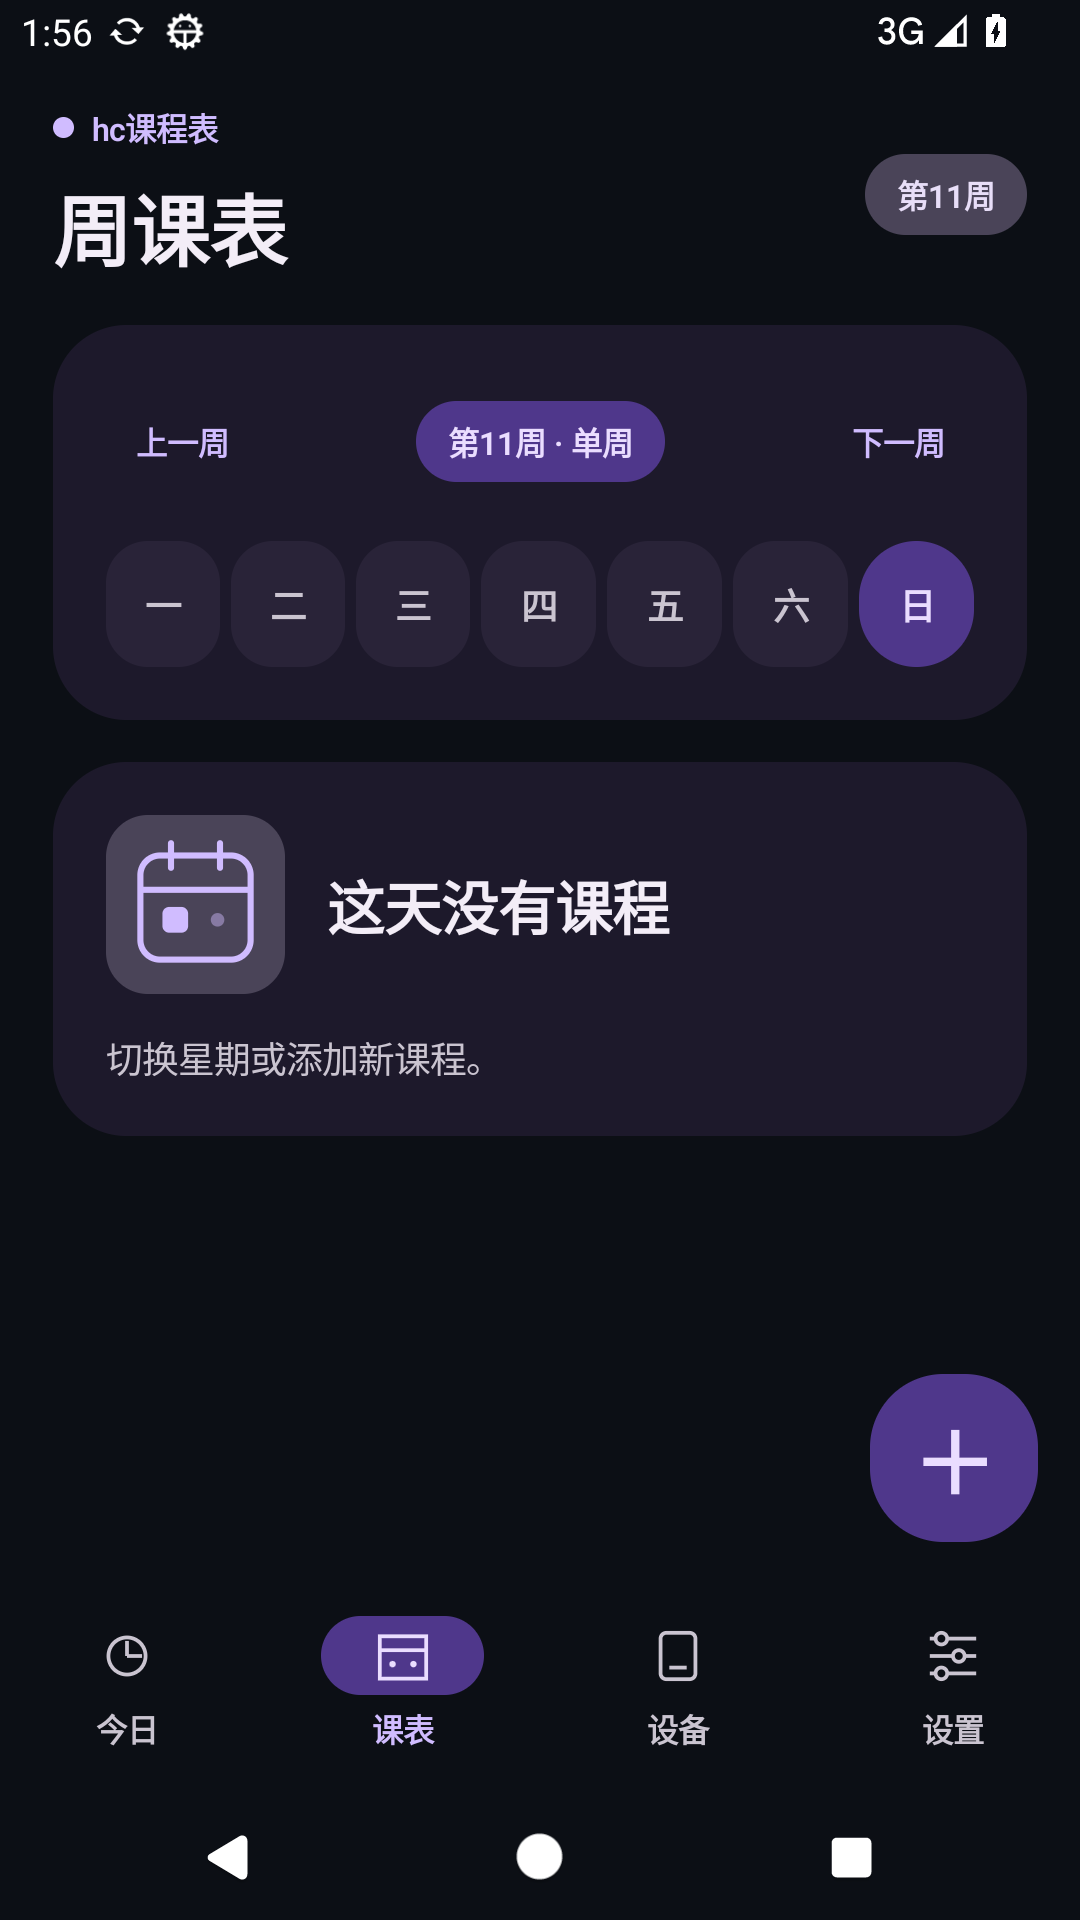 1:56
3G
hc课程表
周课表
第11周
上一周
第11周 · 单周
下一周
一 二 三 四 五 六 日
这天没有课程
切换星期或添加新课程。
今日
课表
设备
设置